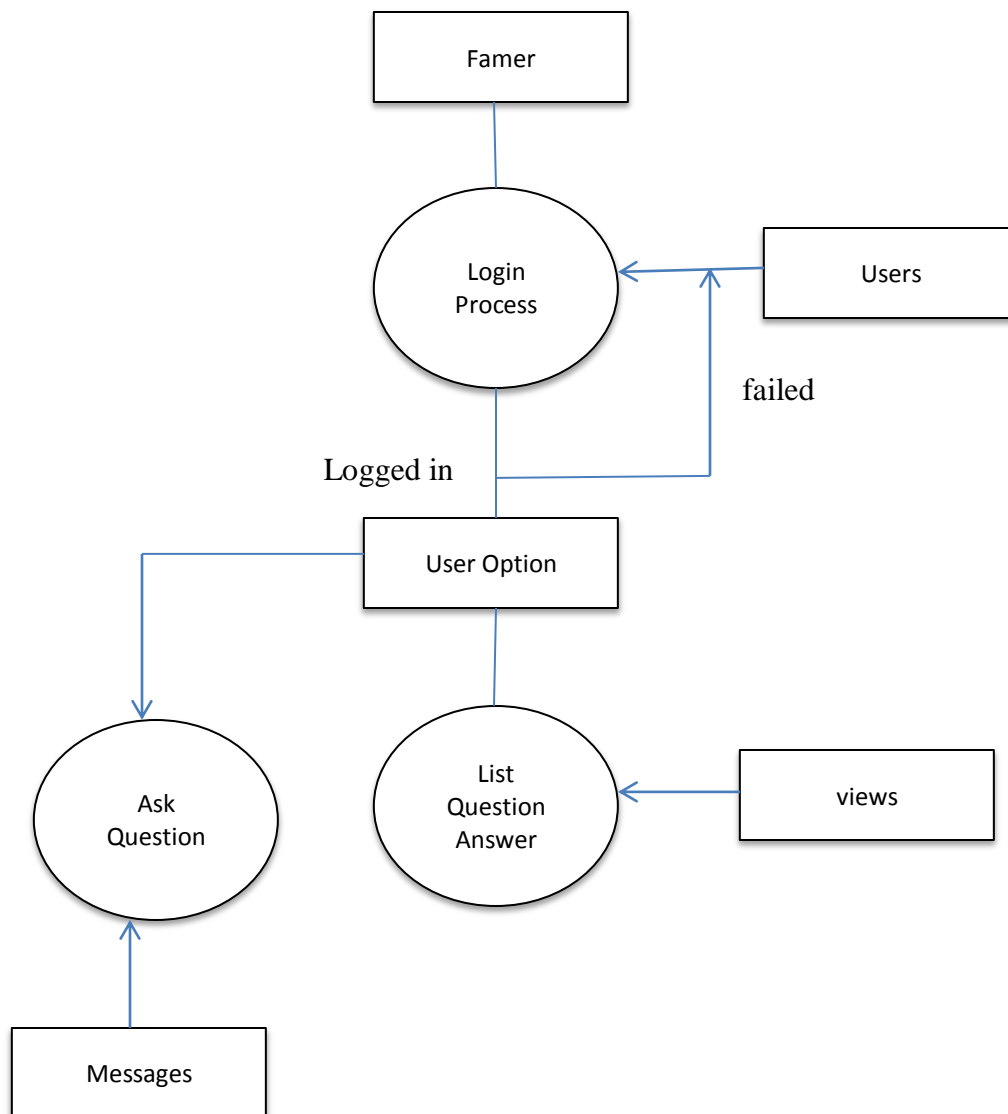 Famer
Login
Process
Users
failed
Logged in
User Option
Ask
Question
List
Question
Answer
views
Messages